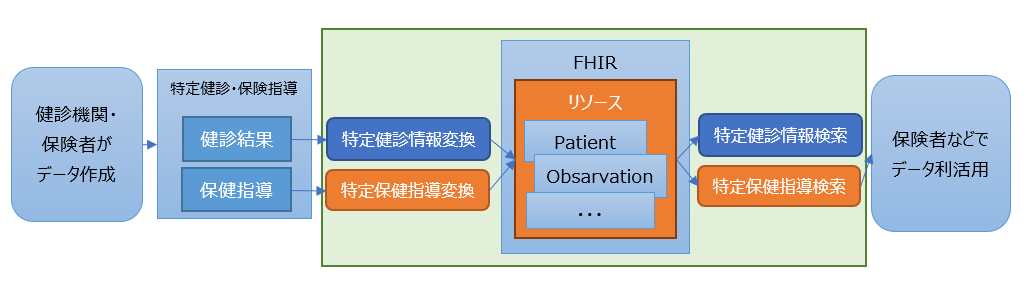 健診機関・
保険者が
データ作成
特定健診・保険指導
健診結果
保健指導
特定健診情報変換
特定保健指導変換
FHIR
リソース
Patient
Obsarvation
...
特定健診情報検索
特定保健指導検索
保険者などで
データ利活用